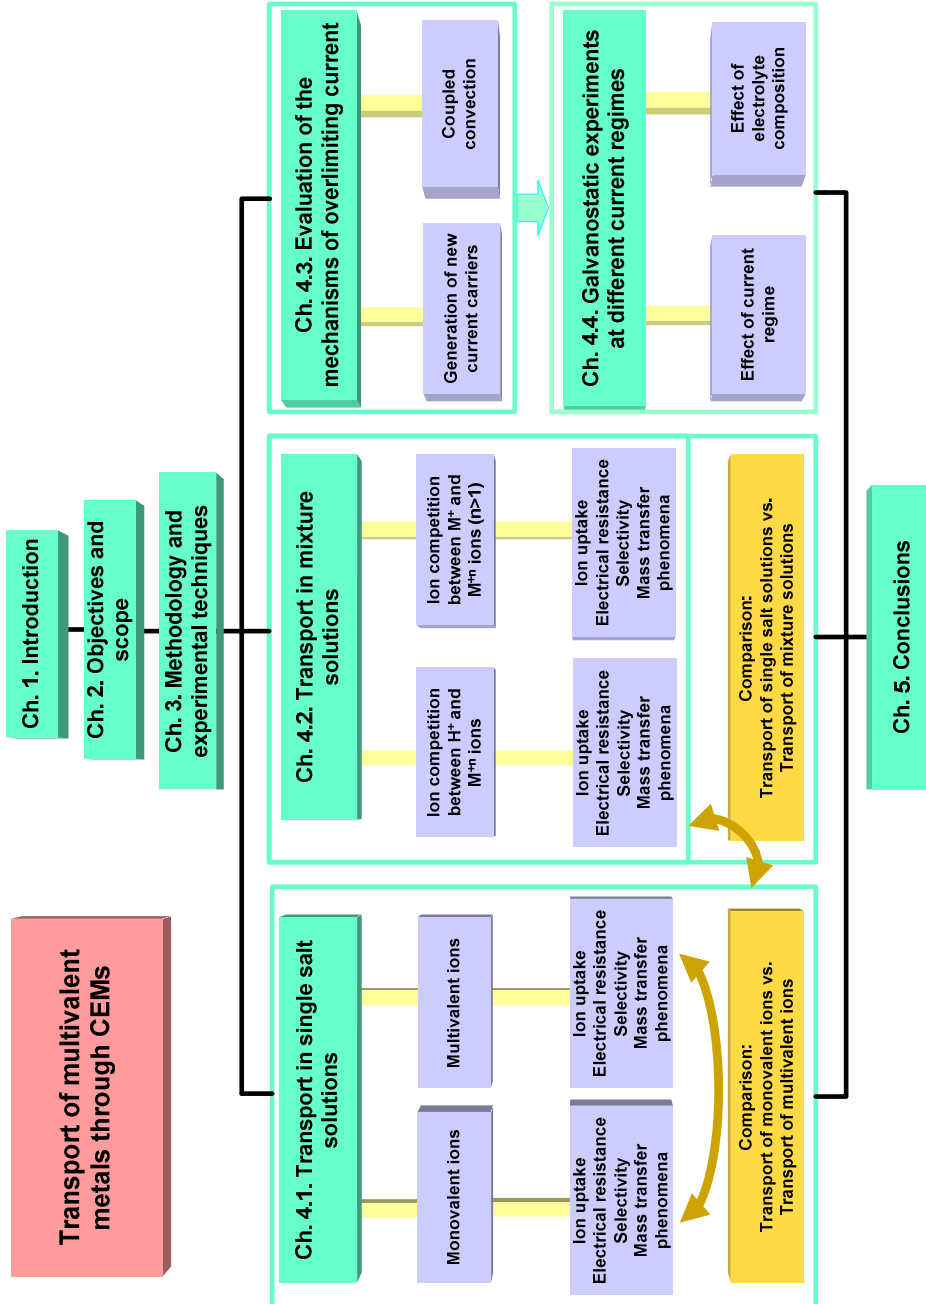 Transport of multivalent
metals through CEMs
Ch. 1. Introduction
Ch. 2. Objectives and
scope
Ch. 3. Methodology and
experimental techniques
Ch. 4.1. Transport in single salt
solutions
Monovalent ions
Multivalent ions
Ion uptake
Electrical resistance
Selectivity
Mass transfer
phenomena
Ion uptake
Electrical resistance
Selectivity
Mass transfer
phenomena
Comparison:
Transport of monovalent ions vs.
Transport of multivalent ions
Ch. 4.2. Transport in mixture
solutions
Ion competition
between H⁺ and
M⁺ⁿ ions
Ion competition
between M⁺ and
M⁺ⁿ ions (n>1)
Ion uptake
Electrical resistance
Selectivity
Mass transfer
phenomena
Ion uptake
Electrical resistance
Selectivity
Mass transfer
phenomena
Comparison:
Transport of single salt solutions vs.
Transport of mixture solutions
Ch. 4.3. Evaluation of the
mechanisms of overlimiting current
Generation of new
current carriers
Coupled
convection
Ch. 4.4. Galvanostatic experiments
at different current regimes
Effect of current
regime
Effect of
electrolyte
composition
Ch. 5. Conclusions